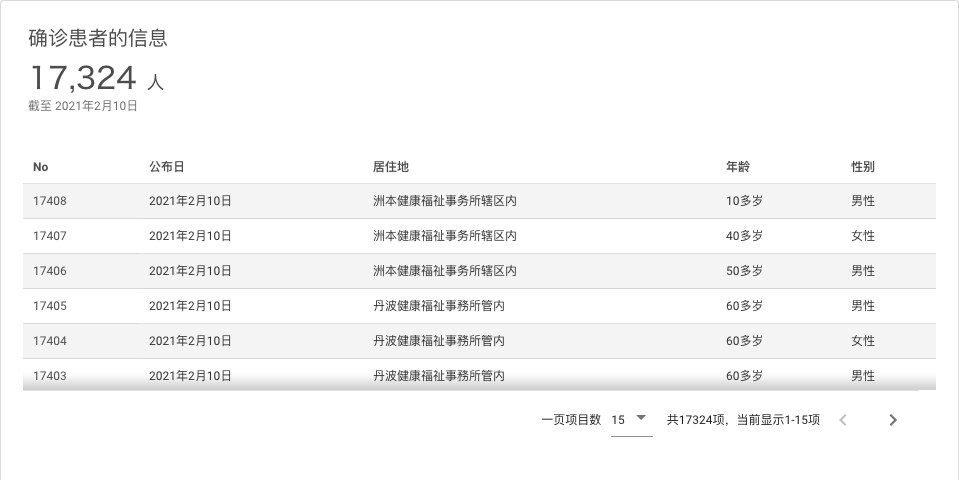 确诊患者的信息
17,324 人
截至 2021年2月10日
No 公布日 居住地 年龄 性别
17408 2021年2月10日 洲本健康福祉事务所辖区内 10多岁 男性
17407 2021年2月10日 洲本健康福祉事务所辖区内 40多岁 女性
17406 2021年2月10日 洲本健康福祉事务所辖区内 50多岁 男性
17405 2021年2月10日 丹波健康福祉事務所管内 60多岁 男性
17404 2021年2月10日 丹波健康福祉事務所管内 60多岁 女性
17403 2021年2月10日 丹波健康福祉事務所管内 60多岁 男性
一页项目数 15 共17324项，当前显示1-15项